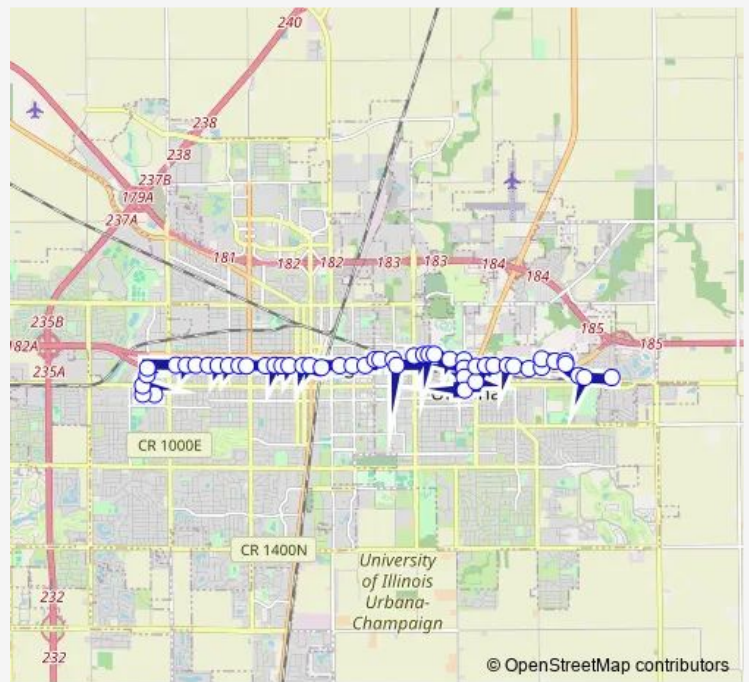 240
238
238
237B
179A
237A
181
182
182
183
183
184
184
235B
182A
235A
185
185
CR 1000E
CR 1400N
University
of Illinois
Urbana-
Champaign
232
232
© OpenStreetMap contributors